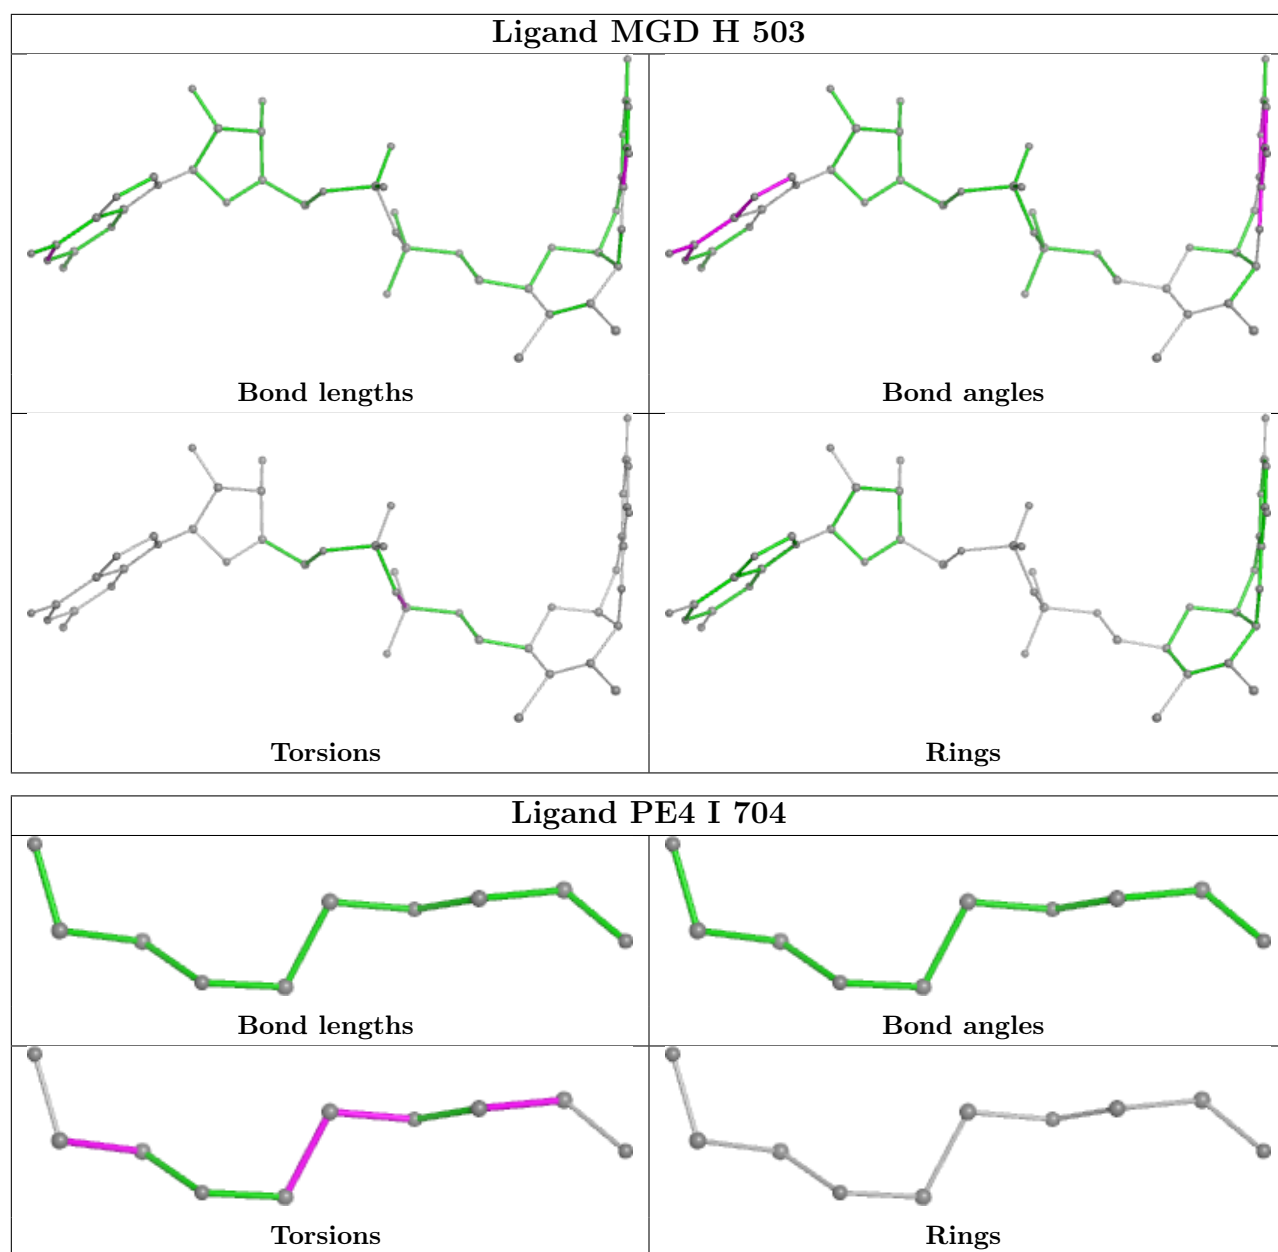 Ligand MGD H 503
Bond lengths
Bond angles
Torsions
Rings
Ligand PE4 I 704
Bond lengths
Bond angles
Torsions
Rings